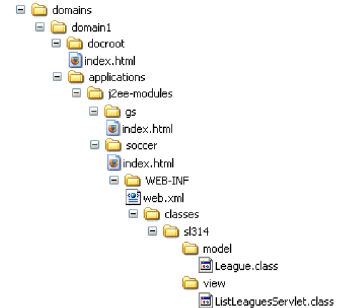 domains
domain1
docroot
index.html
applications
j2ee-modules
gs
index.html
soccer
index.html
WEB-INF
web.xml
classes
sl314
model
League.class
view
ListLeaguesServlet.class